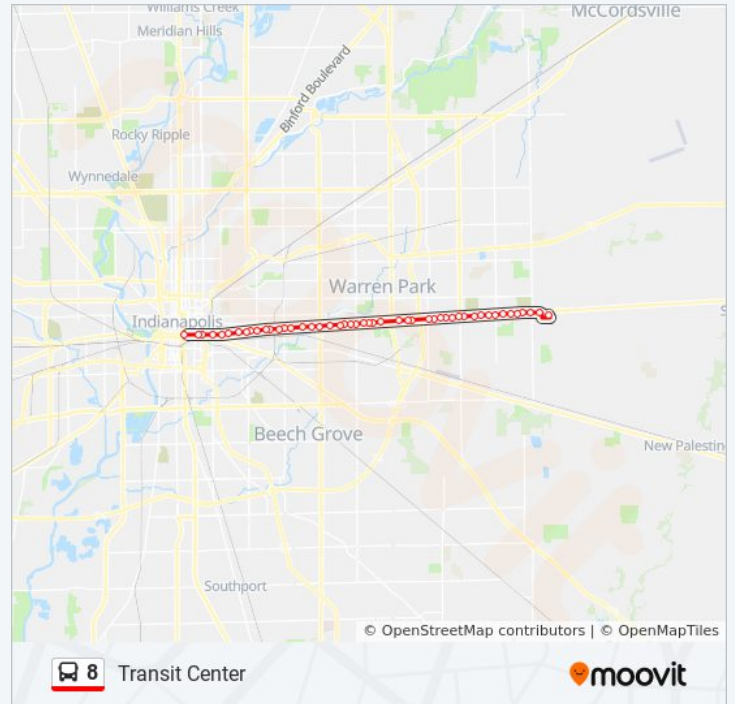 Williams Creek
McCordsville
Meridian Hills
Binford Boulevard
Rocky Ripple
Wynnedale
Warren Park
Indianapolis
Beech Grove
New Palestin
Southport
© OpenStreetMap contributors | © OpenMapTiles
8 Transit Center
moovit